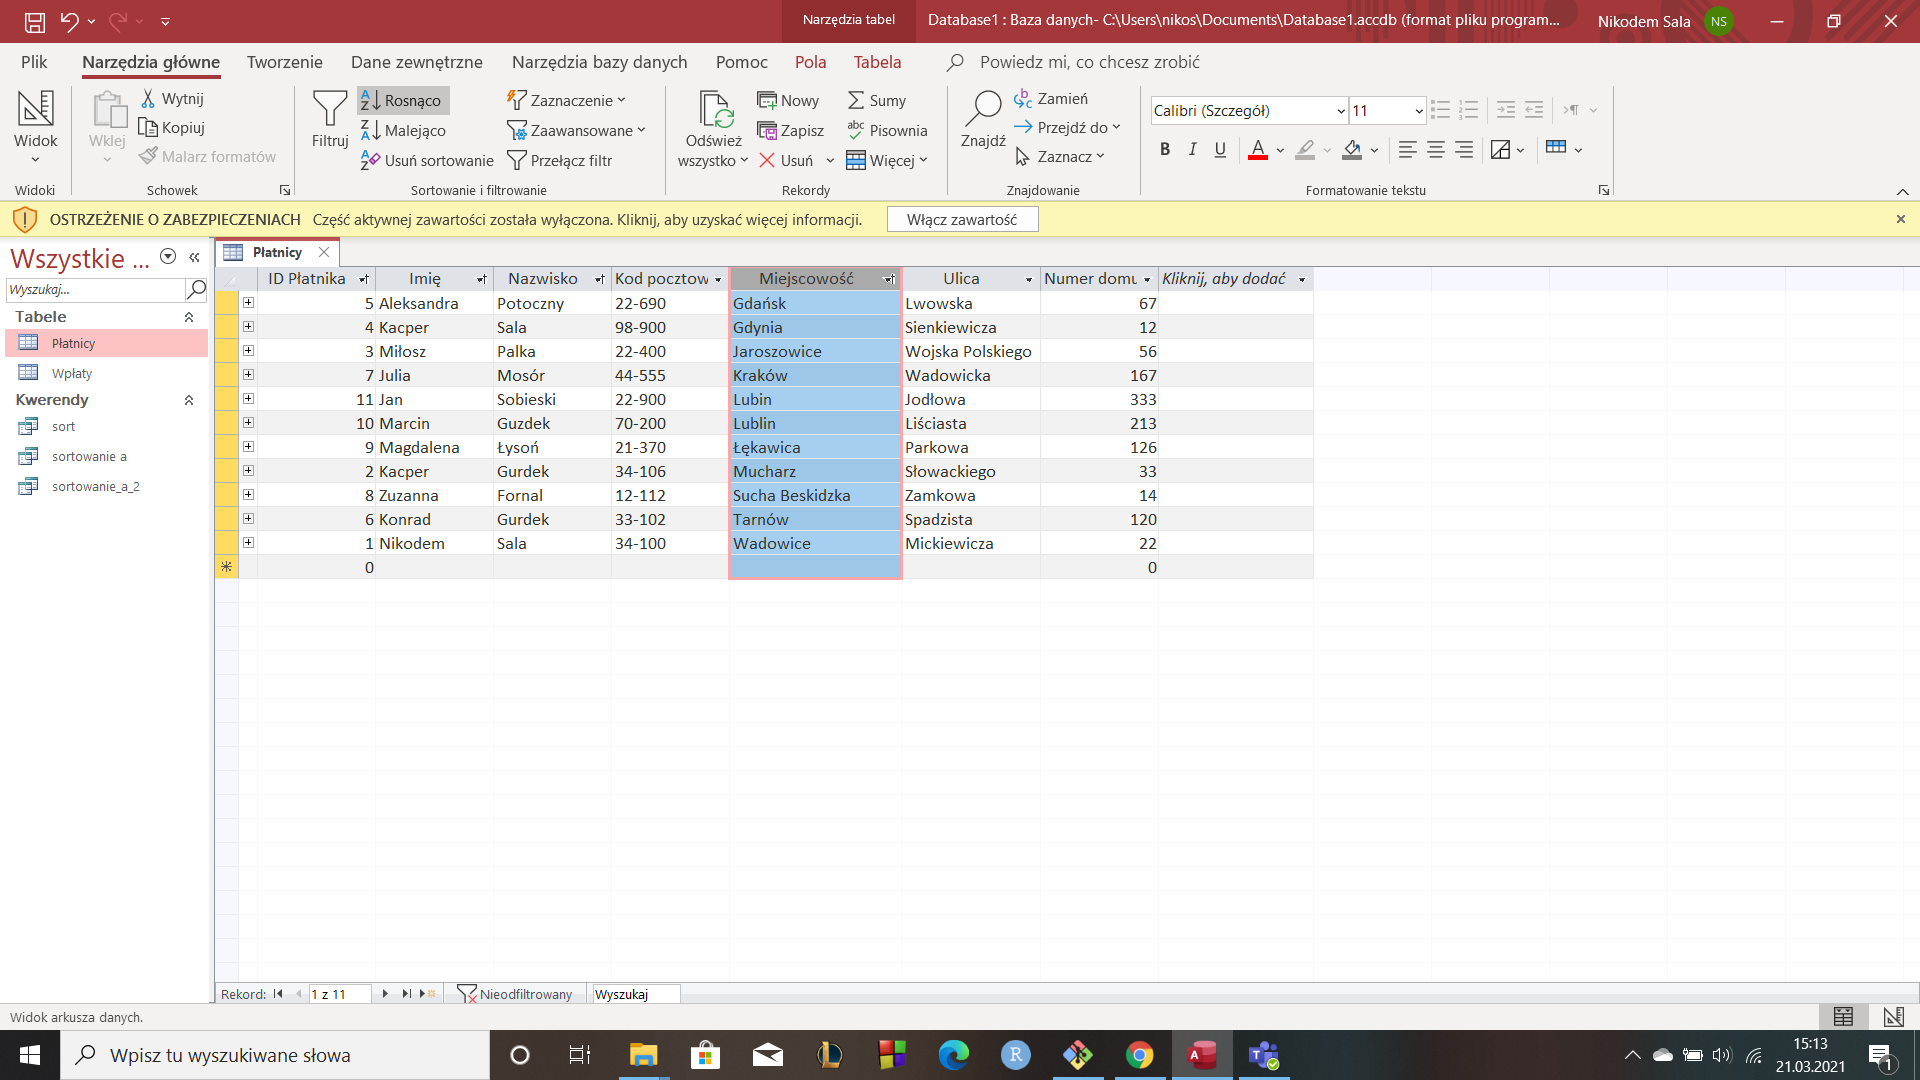 Narzędzia tabel
Database1 : Baza danych- C:\Users\nikos\Documents\Database1.accdb (format pliku program...
Nikodem Sala
NS
Plik
Narzędzia główne
Tworzenie
Dane zewnętrzne
Narzędzia bazy danych
Pomoc
Pola
Tabela
Powiedz mi, co chcesz zrobić
Widok
Widoki
Wklej
Wytnij
Kopiuj
Malarz formatów
Schowek
Filtruj
Rosnąco
Malejąco
Usuń sortowanie
Zaznaczenie
Zaawansowane
Przełącz filtr
Sortowanie i filtrowanie
Odśwież
wszystko
Nowy
Zapisz
Usuń
Sumy
Pisownia
Więcej
Rekordy
Znajdź
Zamień
Przejdź do
Zaznacz
Znajdowanie
Calibri (Szczegół)
11
B I U
Formatowanie tekstu
OSTRZEŻENIE O ZABEZPIECZENIACH Część aktywnej zawartości została wyłączona. Kliknij, aby uzyskać więcej informacji.
Włącz zawartość
Wszystkie ...
Wyszukaj...
Tabele
Płatnicy
Wpłaty
Kwerendy
sort
sortowanie a
sortowanie_a_2
Płatnicy
ID Płatnika Imię Nazwisko Kod pocztow Miejscowość Ulica Numer domu Kliknij, aby dodać
5 Aleksandra Potoczny 22-690 Gdańsk Lwowska 67
4 Kacper Sala 98-900 Gdynia Sienkiewicza 12
3 Miłosz Palka 22-400 Jaroszowice Wojska Polskiego 56
7 Julia Mosór 44-555 Kraków Wadowicka 167
11 Jan Sobieski 22-900 Lubin Jodłowa 333
10 Marcin Guzdek 70-200 Lublin Liściasta 213
9 Magdalena Łysoń 21-370 Łękawica Parkowa 126
2 Kacper Gurdek 34-106 Mucharz Słowackiego 33
8 Zuzanna Fornal 12-112 Sucha Beskidzka Zamkowa 14
6 Konrad Gurdek 33-102 Tarnów Spadzista 120
1 Nikodem Sala 34-100 Wadowice Mickiewicza 22
0 0
Rekord: 1 z 11 Nieodfiltrowany Wyszukaj
Widok arkusza danych.
Wpisz tu wyszukiwane słowa
15:13
21.03.2021
1